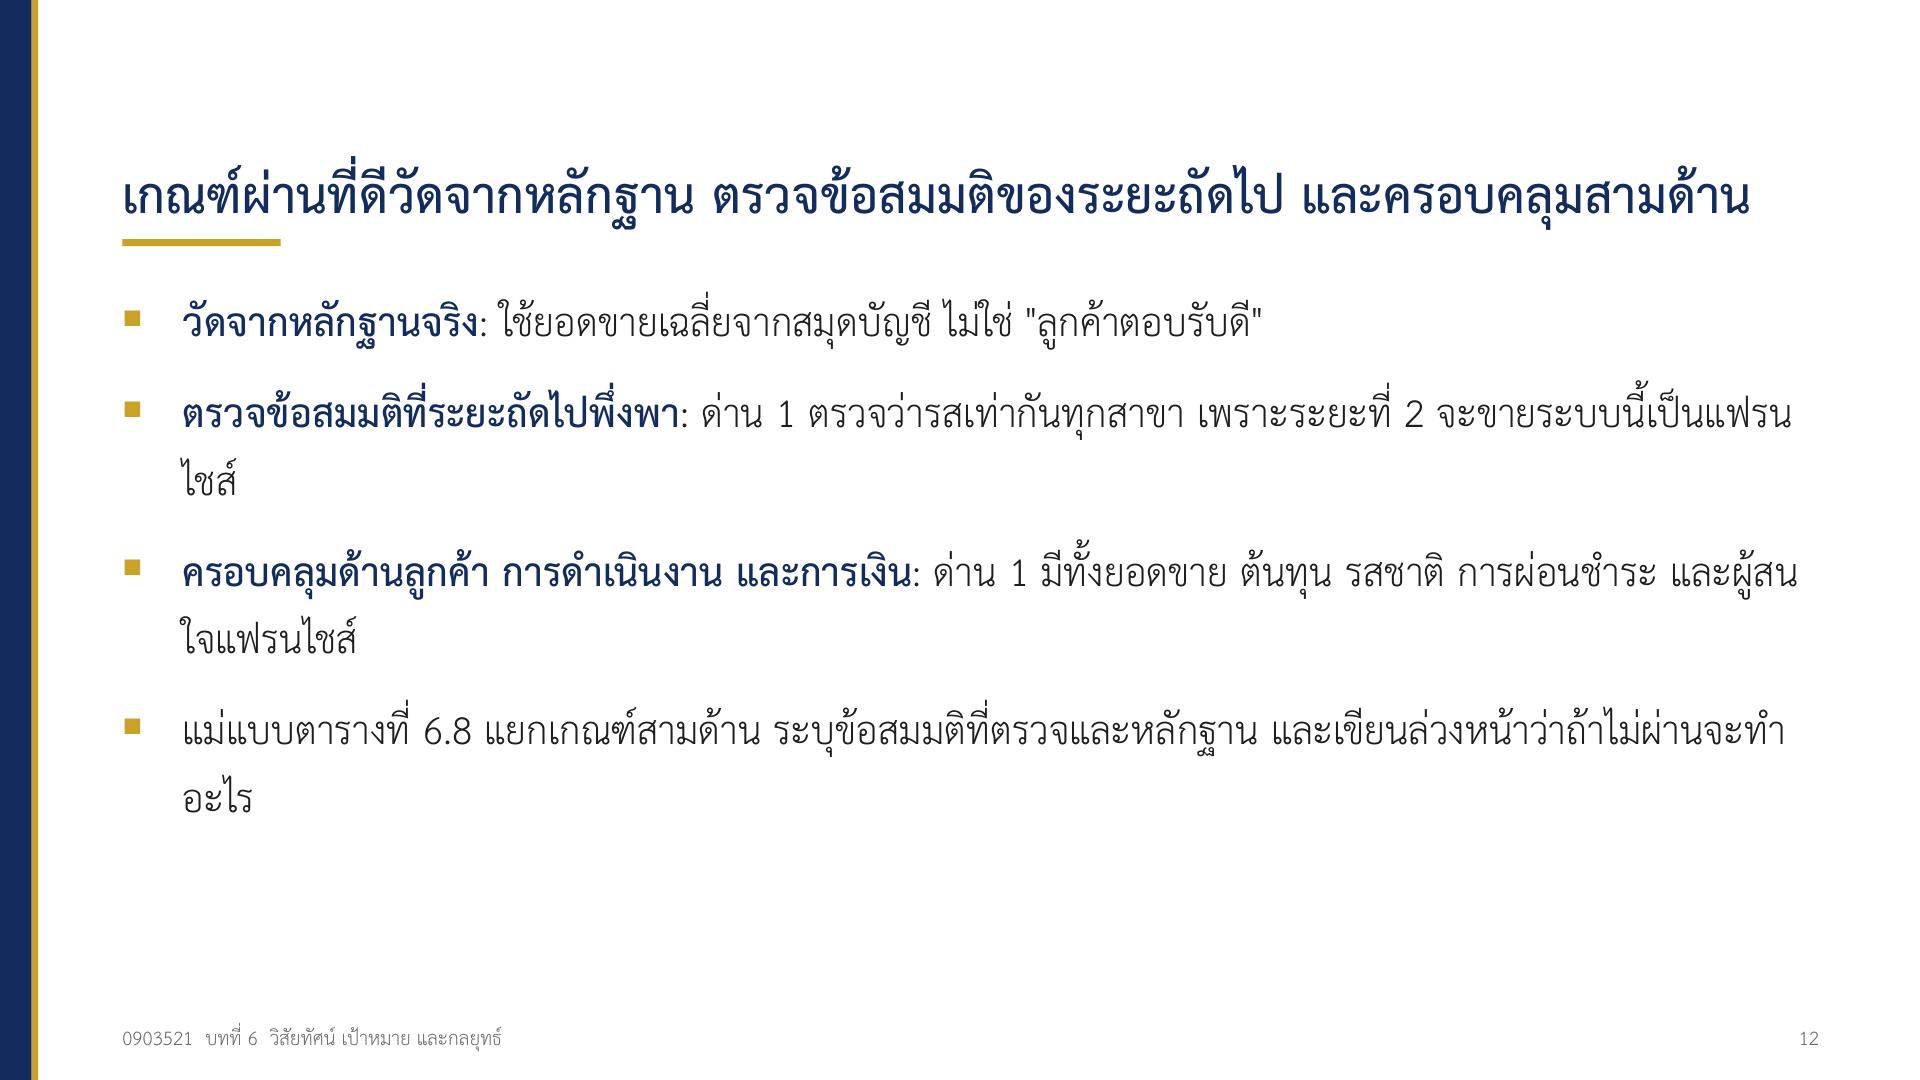 เกณฑ์ผ่านที่ดีวัดจากหลักฐาน ตรวจข้อสมมติของระยะถัดไป และครอบคลุมสามด้าน
วัดจากหลักฐานจริง: ใช้ยอดขายเฉลี่ยจากสมุดบัญชี ไม่ใช่ "ลูกค้าตอบรับดี"
ตรวจข้อสมมติที่ระยะถัดไปพึ่งพา: ด่าน 1 ตรวจว่ารสเท่ากันทุกสาขา เพราะระยะที่ 2 จะขายระบบนี้เป็นแฟรน
ไชส์
ครอบคลุมด้านลูกค้า การดำเนินงาน และการเงิน: ด่าน 1 มีทั้งยอดขาย ต้นทุน รสชาติ การผ่อนชำระ และผู้สน
ใจแฟรนไชส์
แม่แบบตารางที่ 6.8 แยกเกณฑ์สามด้าน ระบุข้อสมมติที่ตรวจและหลักฐาน และเขียนล่วงหน้าว่าถ้าไม่ผ่านจะทำ
อะไร
0903521 บทที่ 6 วิสัยทัศน์ เป้าหมาย และกลยุทธ์
12